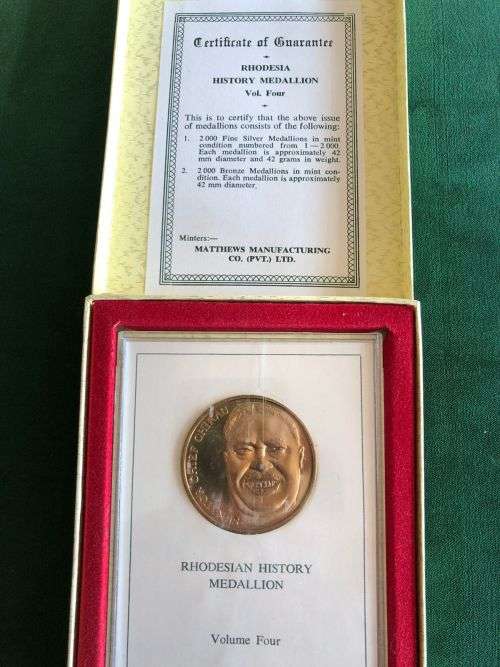 Certificate of Guarantee
RHODESIA
HISTORY MEDALLION
Vol. Four
This is to certify that the above issue
of medallions consists of the following:
1. 2 000 Fine Silver Medallions in mint
condition numbered from 1 — 2 000.
Each medallion is approximately 42
mm diameter and 42 grams in weight.
2. 2 000 Bronze Medallions in mint con-
dition. Each medallion is approximately
42 mm diameter.
Minters:—
MATTHEWS MANUFACTURING
CO. (PVT.) LTD.
CHIEF
RHODESIAN HISTORY
MEDALLION
Volume Four